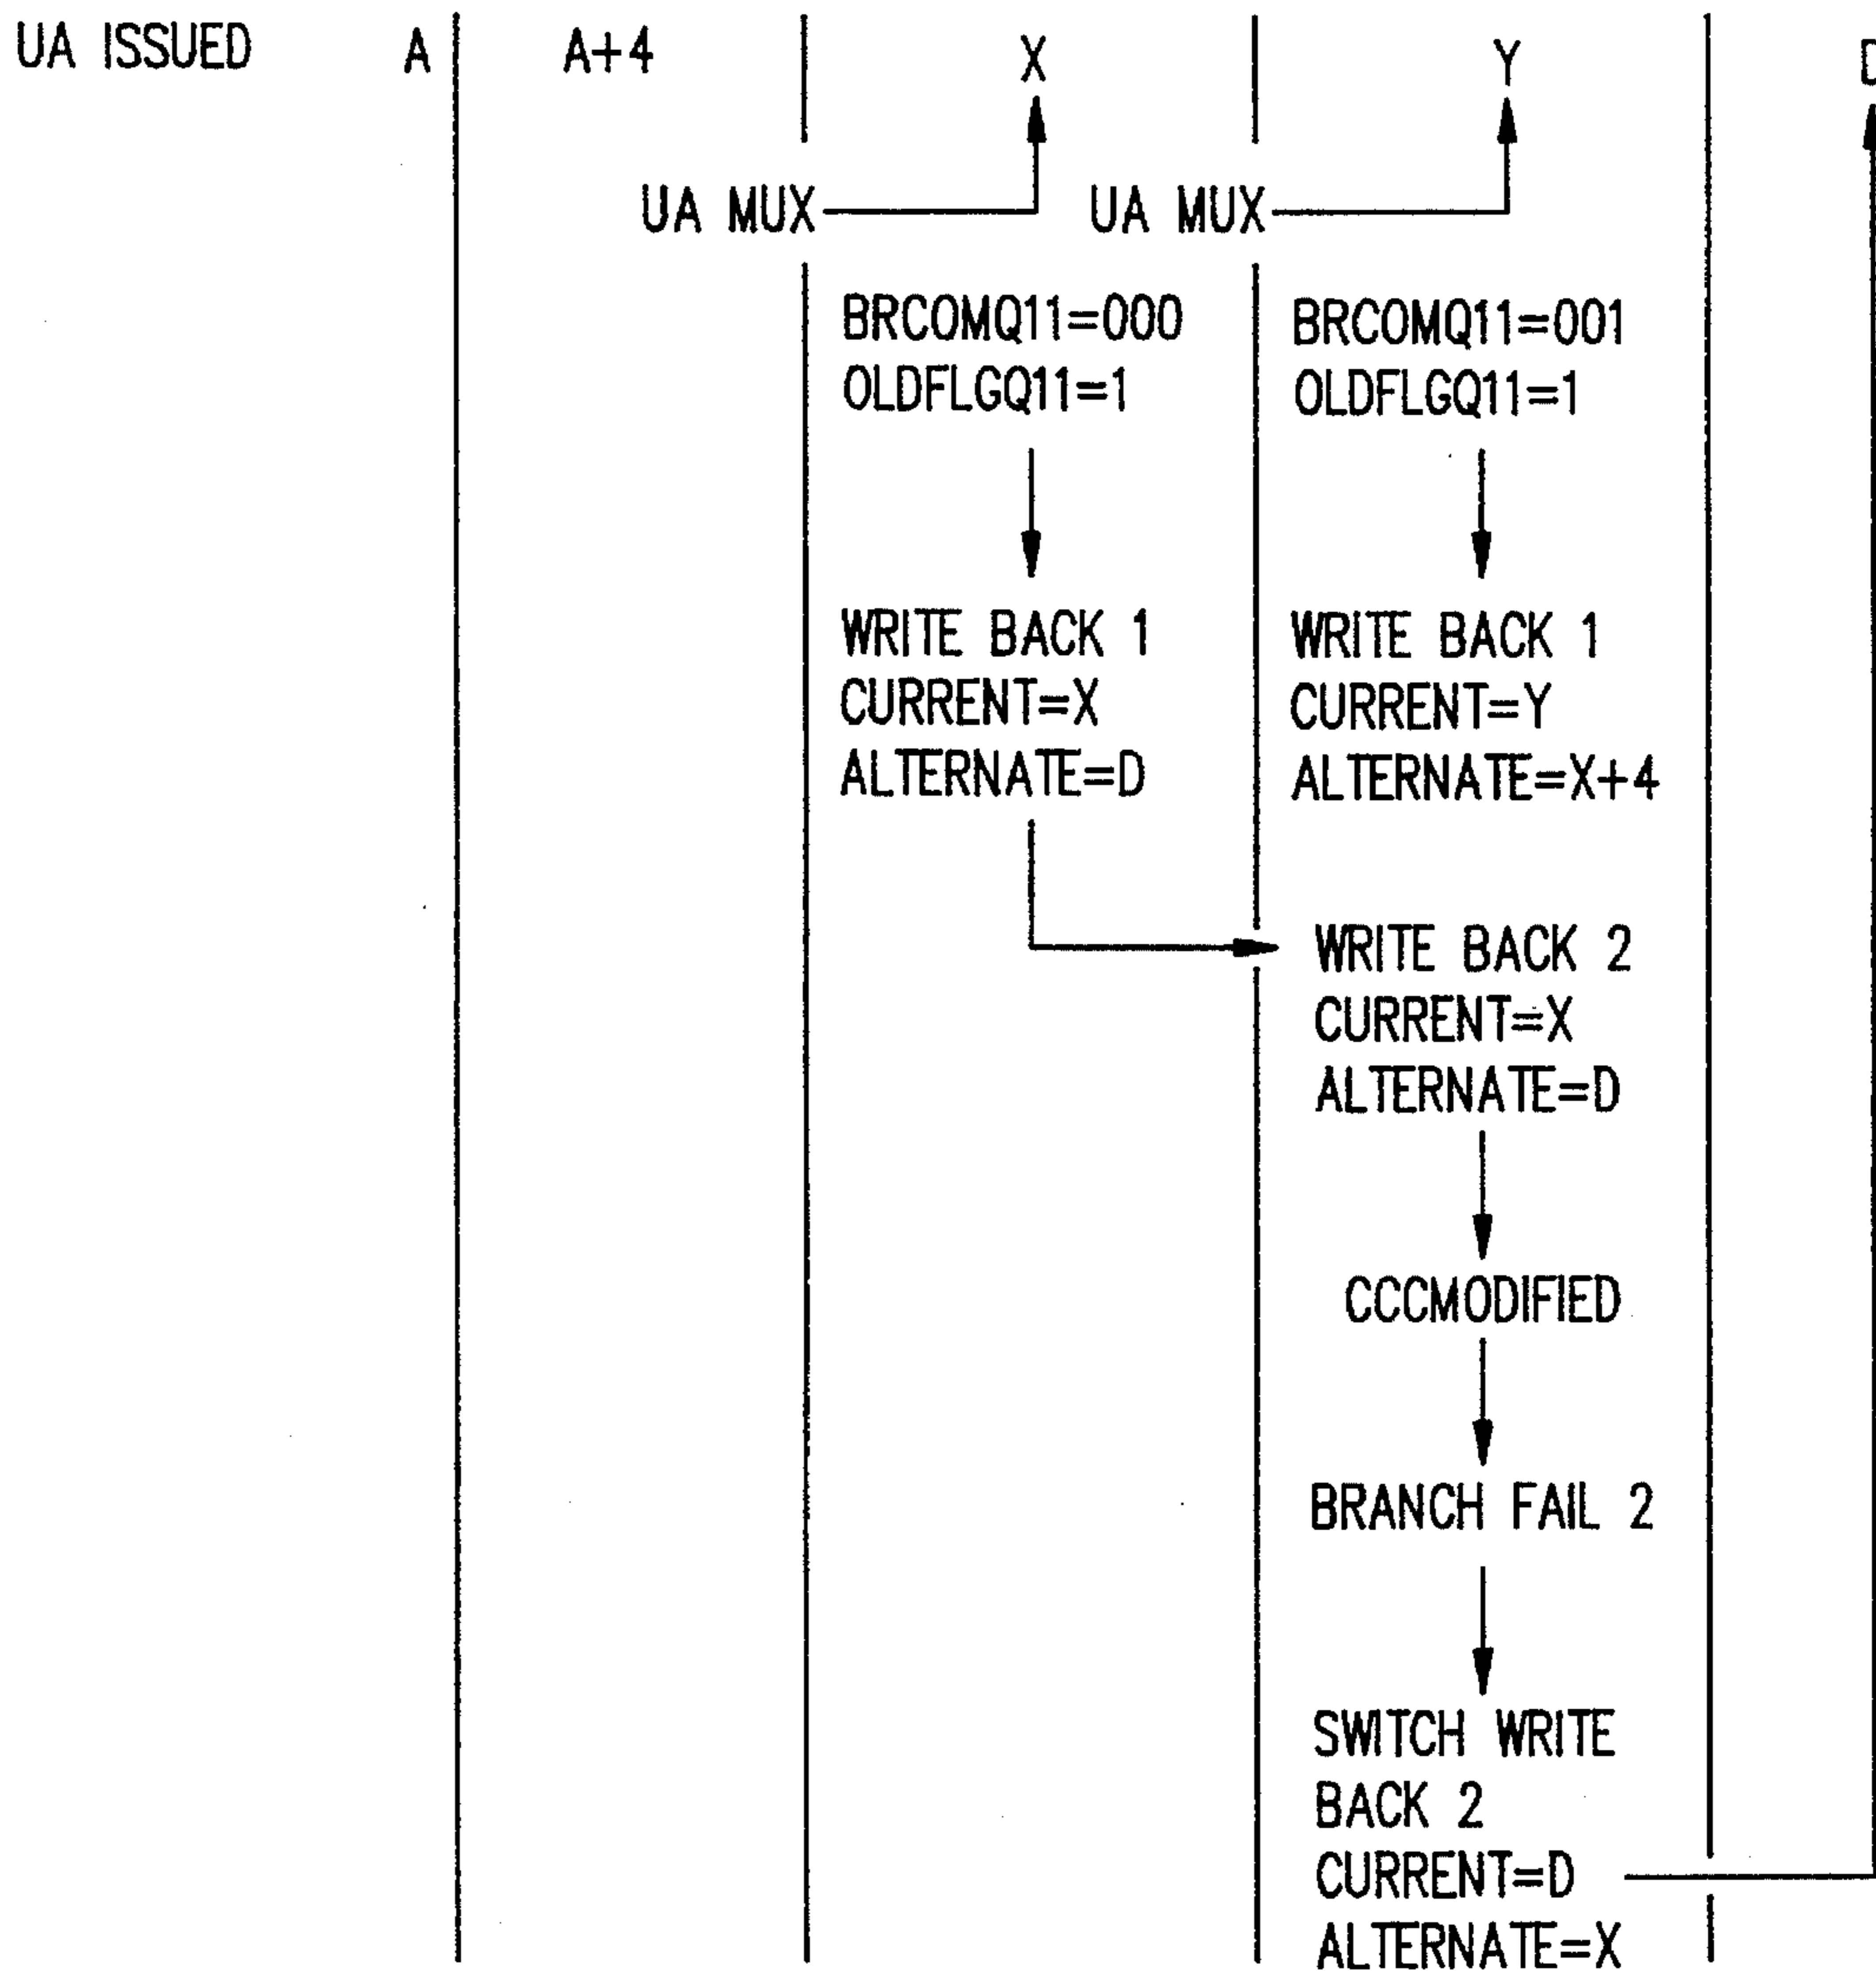 UA ISSUED A A+4 X Y D
UA MUX UA MUX
BRCOMQ11=000
OLDFLGQ11=1
BRCOMQ11=001
OLDFLGQ11=1
WRITE BACK 1
CURRENT=X
ALTERNATE=D
WRITE BACK 1
CURRENT=Y
ALTERNATE=X+4
WRITE BACK 2
CURRENT=X
ALTERNATE=D
CCCMODIFIED
BRANCH FAIL 2
SWITCH WRITE
BACK 2
CURRENT=D
ALTERNATE=X